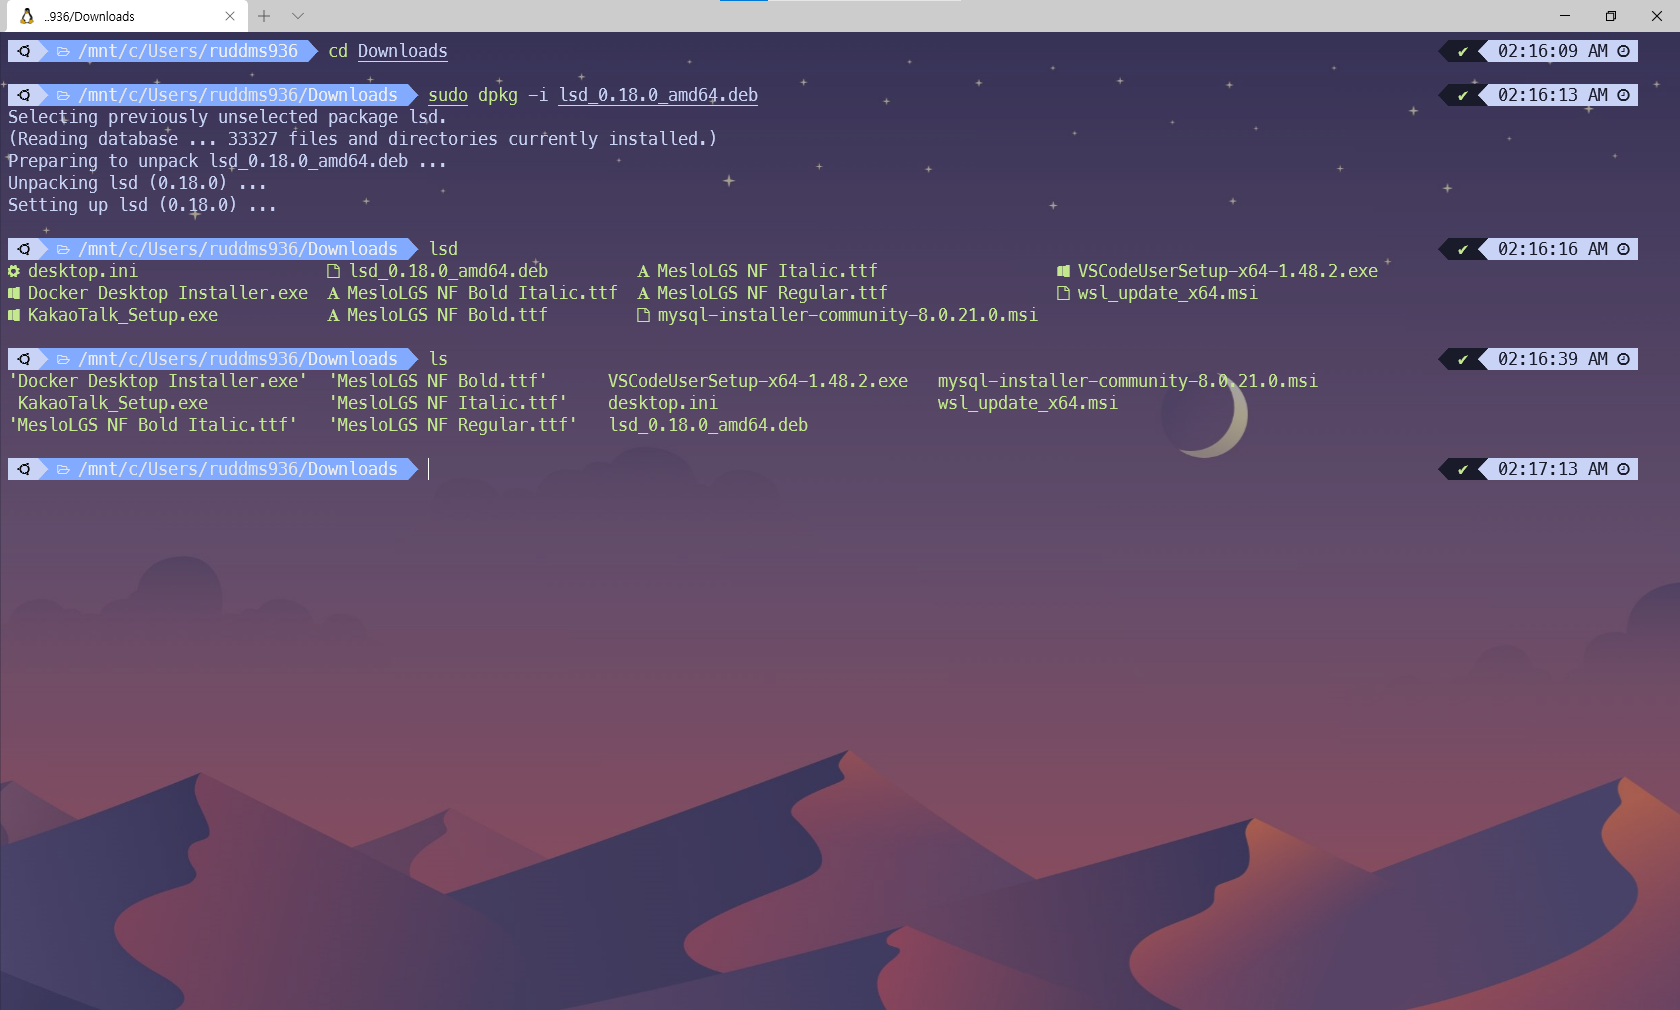 ..936/Downloads
/mnt/c/Users/ruddms936 cd Downloads ✔ 02:16:09 AM
/mnt/c/Users/ruddms936/Downloads sudo dpkg -i lsd_0.18.0_amd64.deb ✔ 02:16:13 AM
Selecting previously unselected package lsd.
(Reading database ... 33327 files and directories currently installed.)
Preparing to unpack lsd_0.18.0_amd64.deb ...
Unpacking lsd (0.18.0) ...
Setting up lsd (0.18.0) ...
/mnt/c/Users/ruddms936/Downloads lsd ✔ 02:16:16 AM
desktop.ini lsd_0.18.0_amd64.deb A MesloLGS NF Italic.ttf VSCodeUserSetup-x64-1.48.2.exe
Docker Desktop Installer.exe A MesloLGS NF Bold Italic.ttf A MesloLGS NF Regular.ttf wsl_update_x64.msi
KakaoTalk_Setup.exe A MesloLGS NF Bold.ttf mysql-installer-community-8.0.21.0.msi
/mnt/c/Users/ruddms936/Downloads ls ✔ 02:16:39 AM
'Docker Desktop Installer.exe' 'MesloLGS NF Bold.ttf' VSCodeUserSetup-x64-1.48.2.exe mysql-installer-community-8.0.21.0.msi
KakaoTalk_Setup.exe 'MesloLGS NF Italic.ttf' desktop.ini wsl_update_x64.msi
'MesloLGS NF Bold Italic.ttf' 'MesloLGS NF Regular.ttf' lsd_0.18.0_amd64.deb
/mnt/c/Users/ruddms936/Downloads ✔ 02:17:13 AM